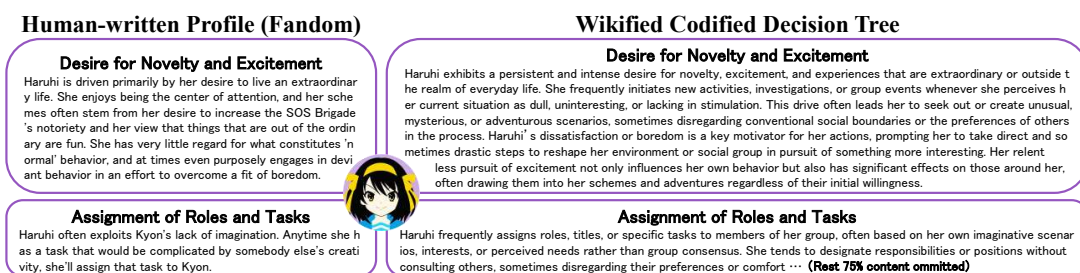 Human-written Profile (Fandom)
Desire for Novelty and Excitement
Haruhi is driven primarily by her desire to live an extraordinar
y life. She enjoys being the center of attention, and her sche
mes often stem from her desire to increase the SOS Brigade
's notoriety and her view that things that are out of the ordin
ary are fun. She has very little regard for what constitutes 'n
ormal' behavior, and at times even purposely engages in devi
ant behavior in an effort to overcome a fit of boredom.
Assignment of Roles and Tasks
Haruhi often exploits Kyon's lack of imagination. Anytime she h
as a task that would be complicated by somebody else's creati
vity, she'll assign that task to Kyon.
Wikified Codified Decision Tree
Desire for Novelty and Excitement
Haruhi exhibits a persistent and intense desire for novelty, excitement, and experiences that are extraordinary or outside t
he realm of everyday life. She frequently initiates new activities, investigations, or group events whenever she perceives h
er current situation as dull, uninteresting, or lacking in stimulation. This drive often leads her to seek out or create unusual,
mysterious, or adventurous scenarios, sometimes disregarding conventional social boundaries or the preferences of others
in the process. Haruhi's dissatisfaction or boredom is a key motivator for her actions, prompting her to take direct and so
metimes drastic steps to reshape her environment or social group in pursuit of something more interesting. Her relent
less pursuit of excitement not only influences her own behavior but also has significant effects on those around her,
often drawing them into her schemes and adventures regardless of their initial willingness.
Assignment of Roles and Tasks
Haruhi frequently assigns roles, titles, or specific tasks to members of her group, often based on her own imaginative scenar
ios, interests, or perceived needs rather than group consensus. She tends to designate responsibilities or positions without
consulting others, sometimes disregarding their preferences or comfort ⋯ (Rest 75% content ommitted)